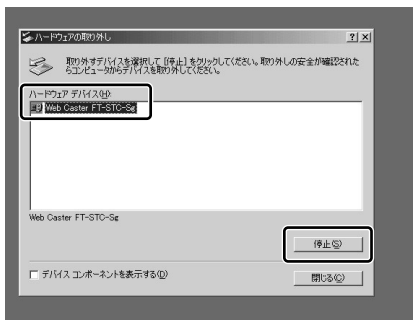 ハードウェアの取り外し
取り外すデバイスを選択して [停止] をクリックしてください。取り外しの安全が確認された
らコンピュータからデバイスを取り外してください。
ハードウェア デバイス(H):
Web Caster FT-STC-Sg
Web Caster FT-STC-Sg
停止(S)
デバイス コンポーネントを表示する(D)
閉じる(C)